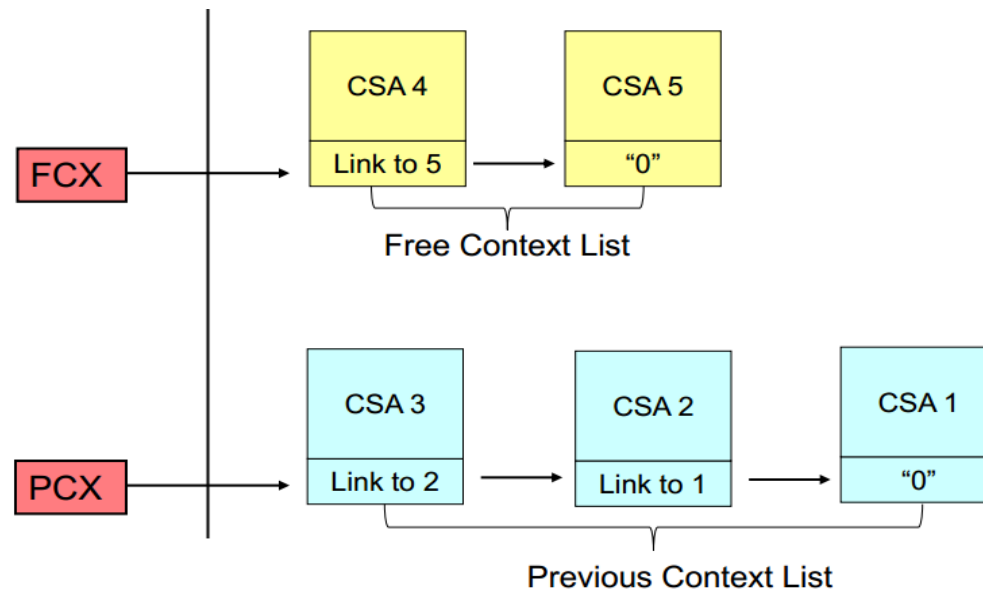 CSA 4
CSA 5
FCX
Link to 5
“0”
Free Context List
CSA 3
CSA 2
CSA 1
PCX
Link to 2
Link to 1
“0”
Previous Context List